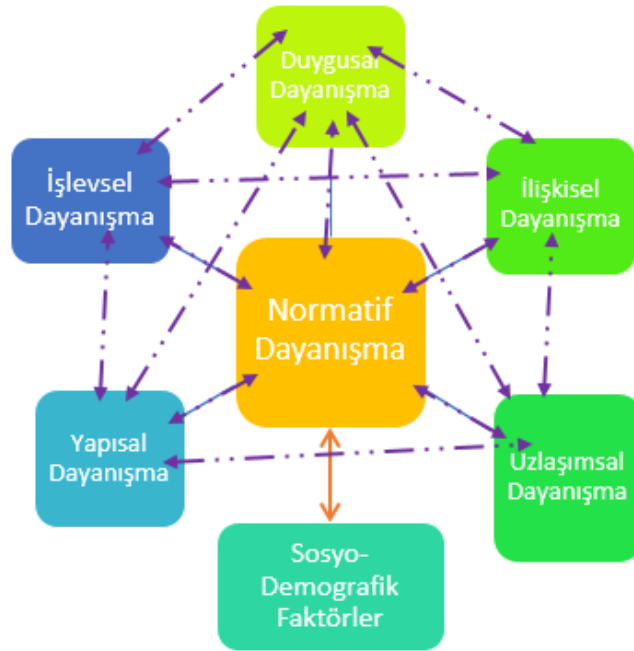 Duygusal
Dayanışma
İşlevsel
Dayanışma
İlişkisel
Dayanışma
Normatif
Dayanışma
Yapısal
Dayanışma
Uzlaşımsal
Dayanışma
Sosyo-
Demografik
Faktörler